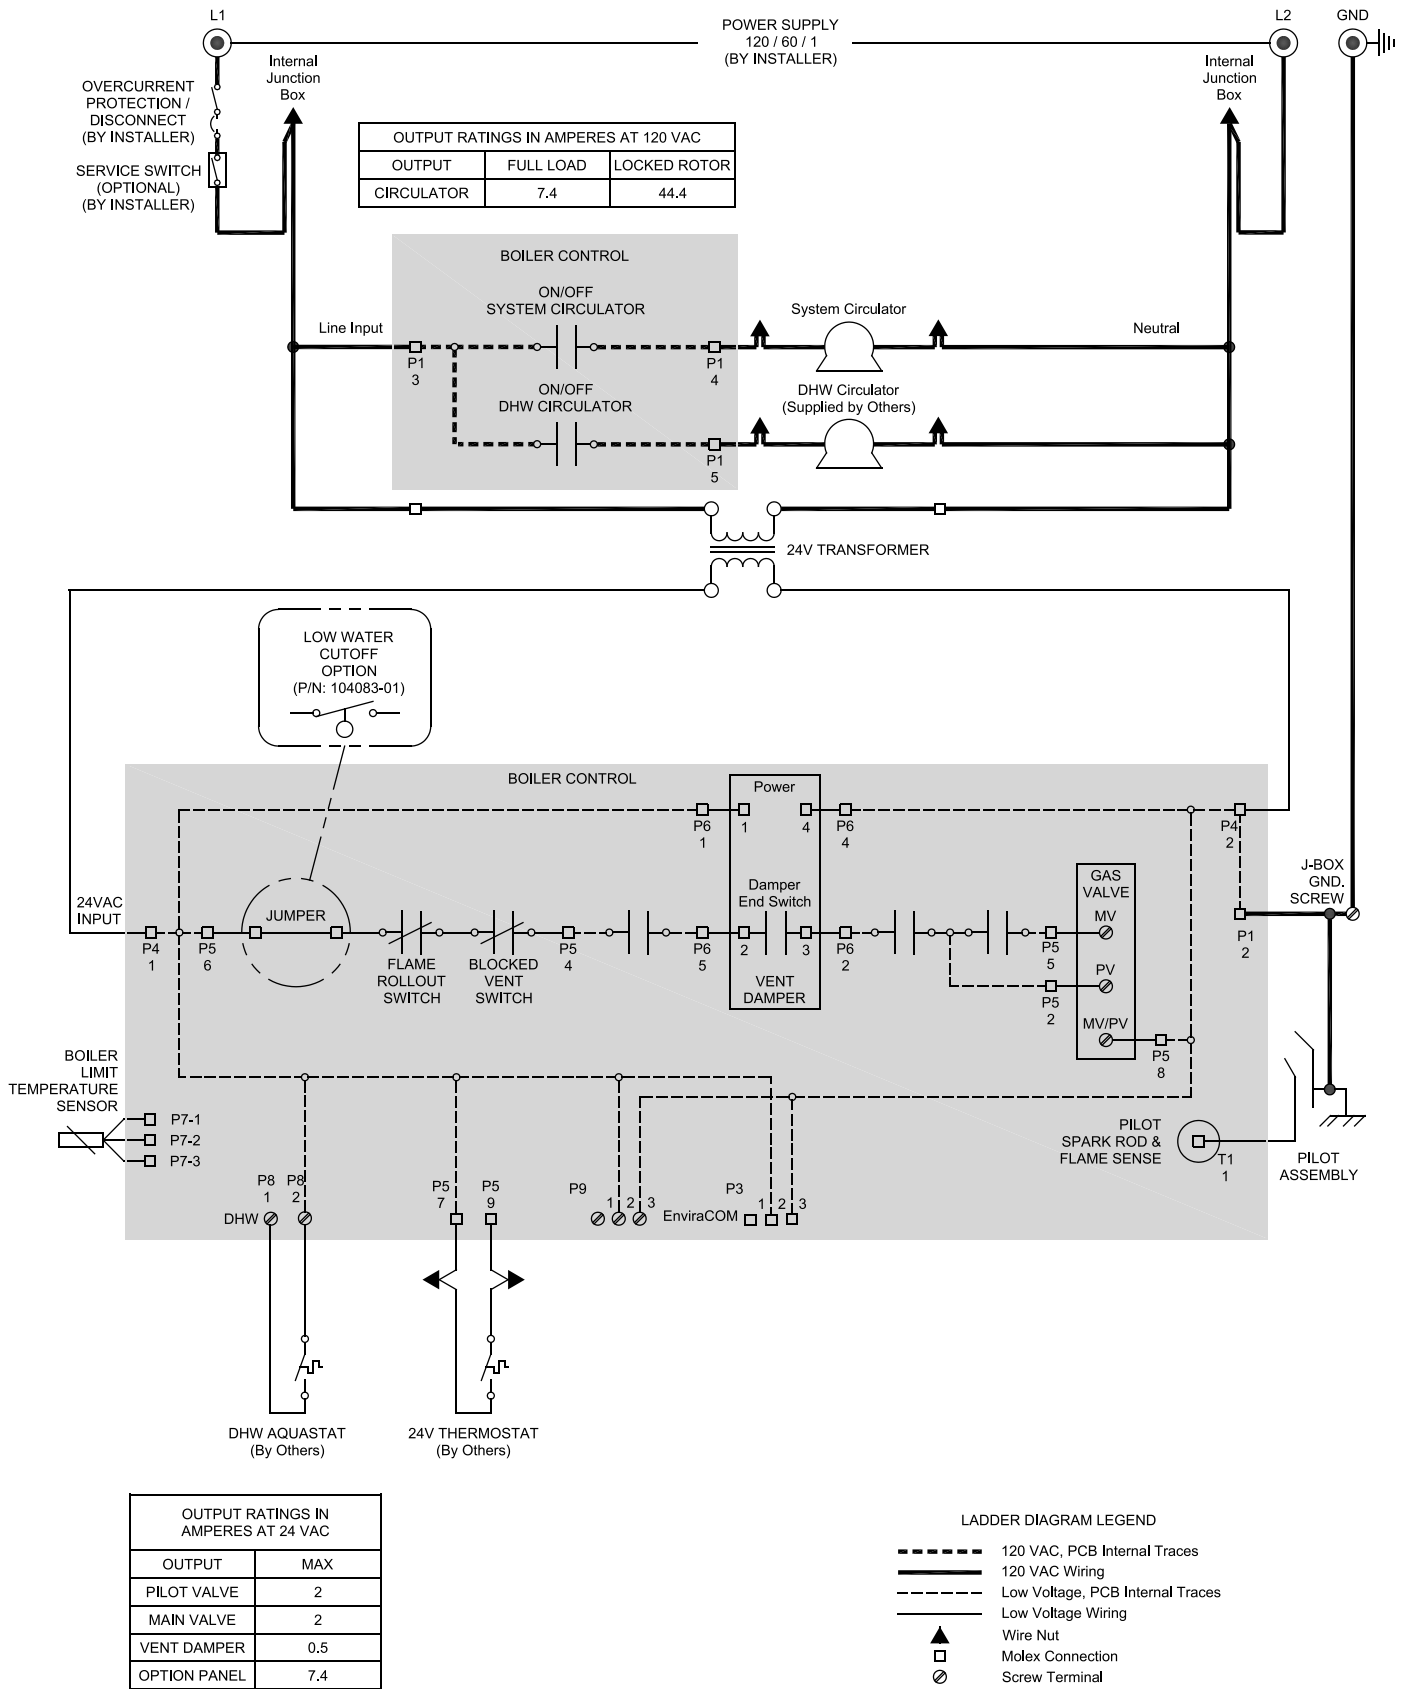 L1
POWER SUPPLY
120 / 60 / 1
(BY INSTALLER)
L2
GND
Internal
Junction
Box
Internal
Junction
Box
OVERCURRENT
PROTECTION /
DISCONNECT
(BY INSTALLER)
SERVICE SWITCH
(OPTIONAL)
(BY INSTALLER)
OUTPUT RATINGS IN AMPERES AT 120 VAC
OUTPUT FULL LOAD LOCKED ROTOR
CIRCULATOR 7.4 44.4
BOILER CONTROL
ON/OFF
SYSTEM CIRCULATOR
System Circulator
Line Input
Neutral
P1
3
P1
4
ON/OFF
DHW CIRCULATOR
DHW Circulator
(Supplied by Others)
P1
5
24V TRANSFORMER
LOW WATER
CUTOFF
OPTION
(P/N: 104083-01)
BOILER CONTROL
Power
P6
1
1
4
P6
4
P4
2
J-BOX
GND.
SCREW
24VAC
INPUT
JUMPER
Damper
End Switch
GAS
VALVE
MV
P4
1
P5
6
FLAME
ROLLOUT
SWITCH
BLOCKED
VENT
SWITCH
P5
4
P6
5
2
3
P6
2
VENT
DAMPER
P5
5
P1
2
PV
P5
2
MV/PV
P5
8
BOILER
LIMIT
TEMPERATURE
SENSOR
P7-1
P7-2
P7-3
PILOT
SPARK ROD &
FLAME SENSE
T1
1
PILOT
ASSEMBLY
P8
1
P8
2
DHW
P5
7
P5
9
P9
1 2 3
P3
EnviraCOM
1 2 3
DHW AQUASTAT
(By Others)
24V THERMOSTAT
(By Others)
OUTPUT RATINGS IN
AMPERES AT 24 VAC
OUTPUT MAX
PILOT VALVE 2
MAIN VALVE 2
VENT DAMPER 0.5
OPTION PANEL 7.4
LADDER DIAGRAM LEGEND
120 VAC, PCB Internal Traces
120 VAC Wiring
Low Voltage, PCB Internal Traces
Low Voltage Wiring
Wire Nut
Molex Connection
Screw Terminal